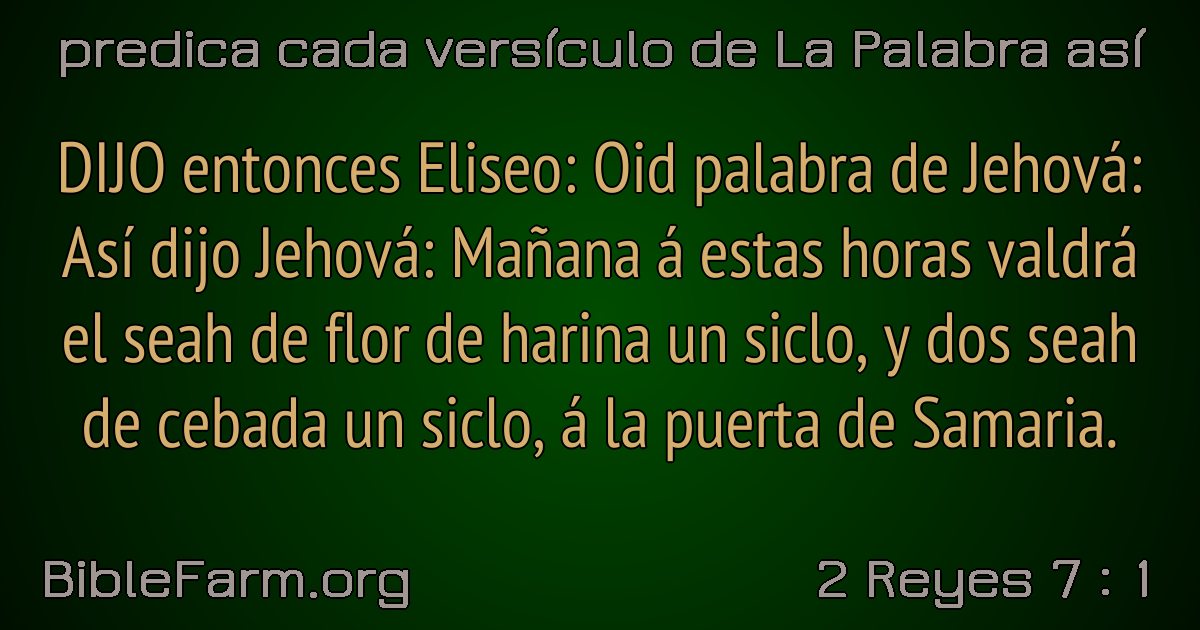 predica cada versículo de La Palabra así
DIJO entonces Eliseo: Oid palabra de Jehová:
Así dijo Jehová: Mañana á estas horas valdrá
el seah de flor de harina un siclo, y dos seah
de cebada un siclo, á la puerta de Samaria.
BibleFarm.org
2 Reyes 7 : 1